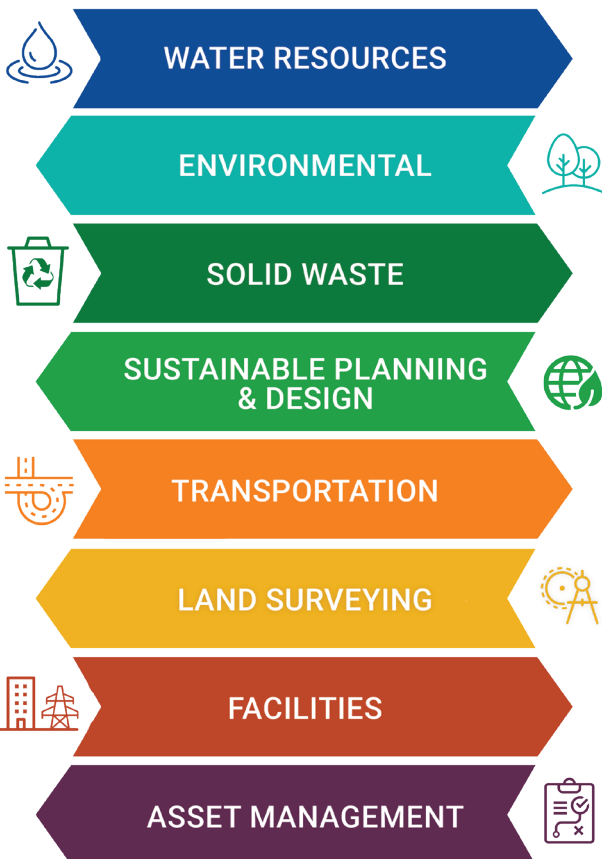 WATER RESOURCES
ENVIRONMENTAL
SOLID WASTE
SUSTAINABLE PLANNING
& DESIGN
TRANSPORTATION
LAND SURVEYING
FACILITIES
ASSET MANAGEMENT